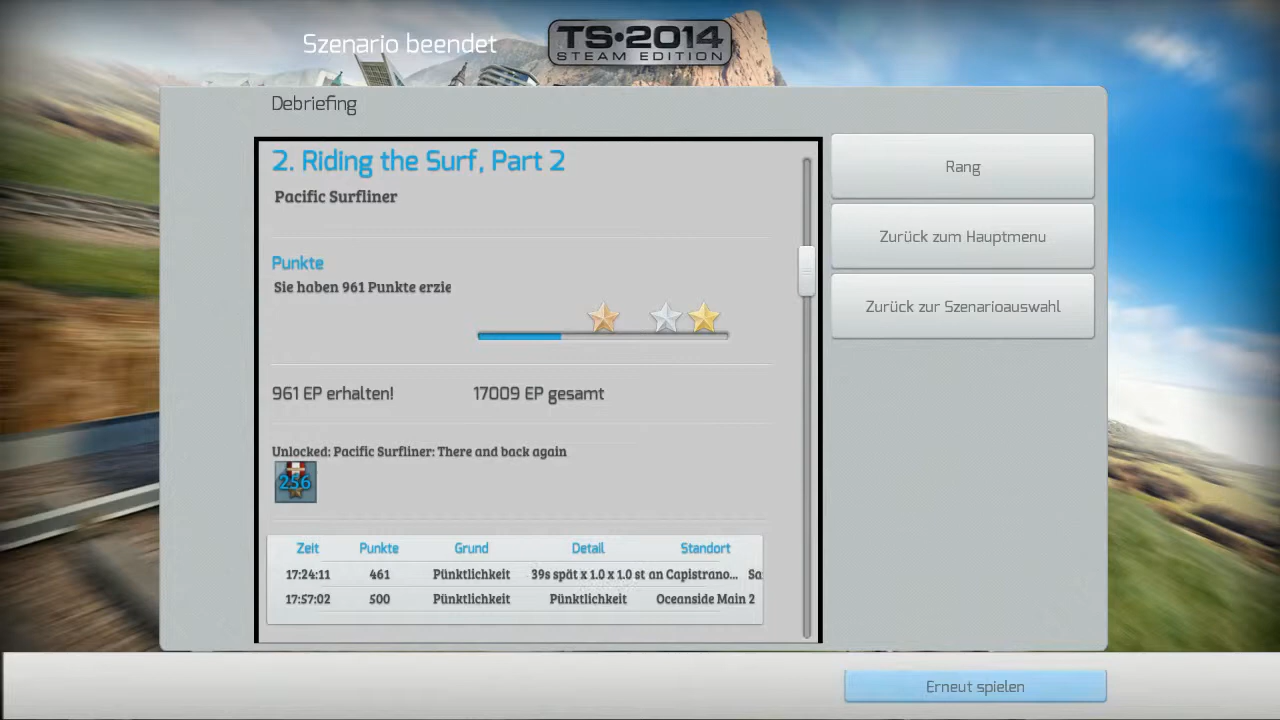 Szenario beendet
TS·2014
STEAM EDITION
Debriefing
2. Riding the Surf, Part 2
Pacific Surfliner
Punkte
Sie haben 961 Punkte erzie
961 EP erhalten! 17009 EP gesamt
Unlocked: Pacific Surfliner: There and back again
256
Zeit Punkte Grund Detail Standort
17:24:11 461 Pünktlichkeit 39s spät x 1.0 x 1.0 st an Capistrano... Sa
17:57:02 500 Pünktlichkeit Pünktlichkeit Oceanside Main 2
Rang
Zurück zum Hauptmenu
Zurück zur Szenarioauswahl
Erneut spielen